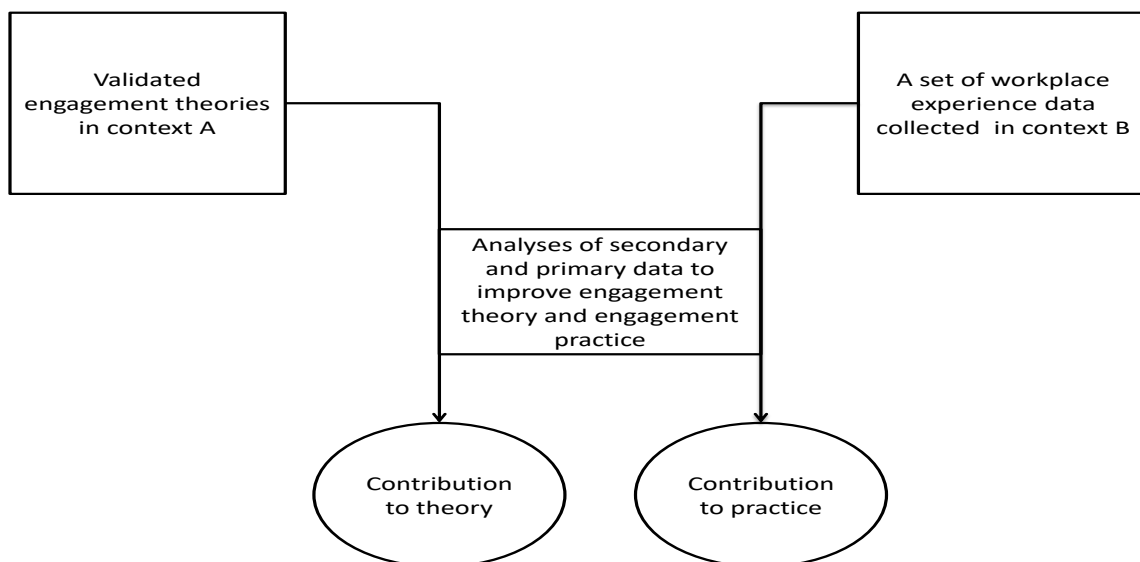 Validated
engagement theories
in context A
A set of workplace
experience data
collected  in context B
Analyses of secondary
and primary data to
improve engagement
theory and engagement
practice
Contribution
to theory
Contribution
to practice